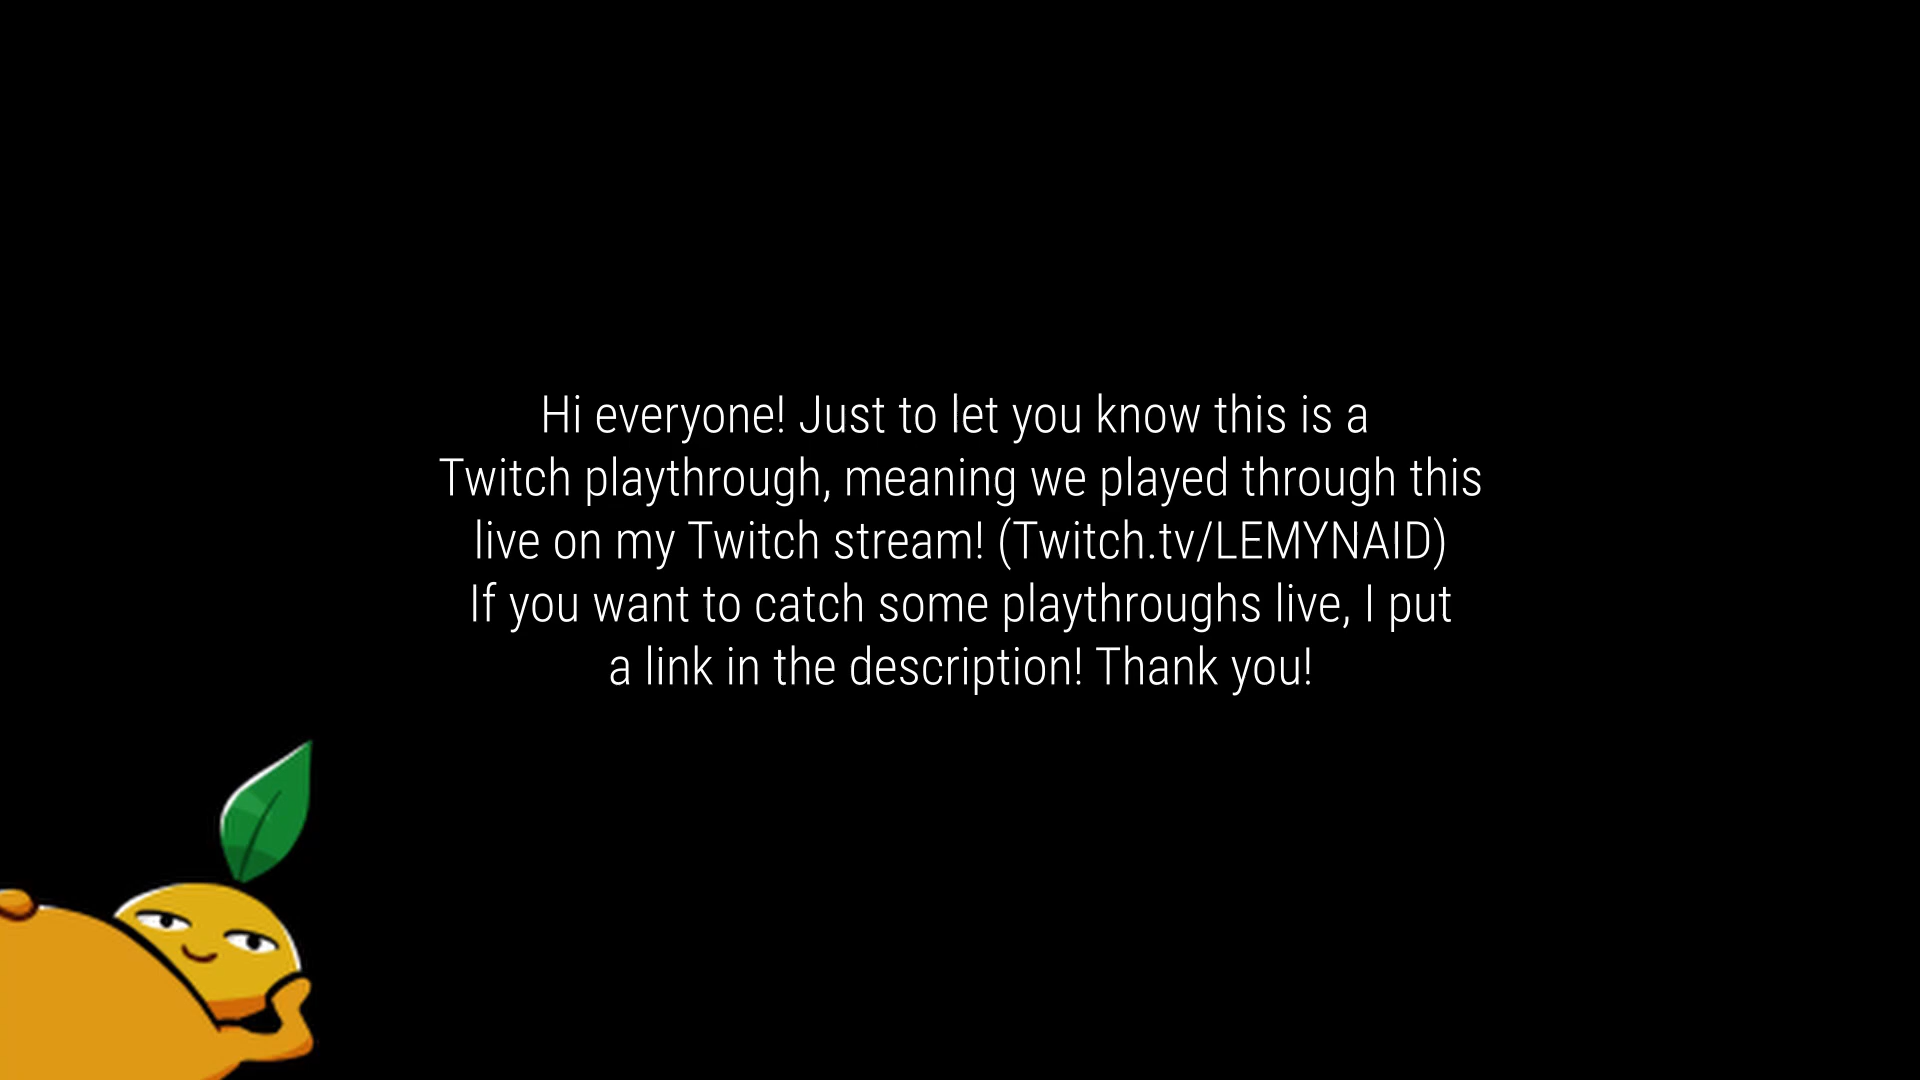 Hi everyone! Just to let you know this is a
Twitch playthrough, meaning we played through this
live on my Twitch stream! (Twitch.tv/LEMYNAID)
If you want to catch some playthroughs live, I put
a link in the description! Thank you!